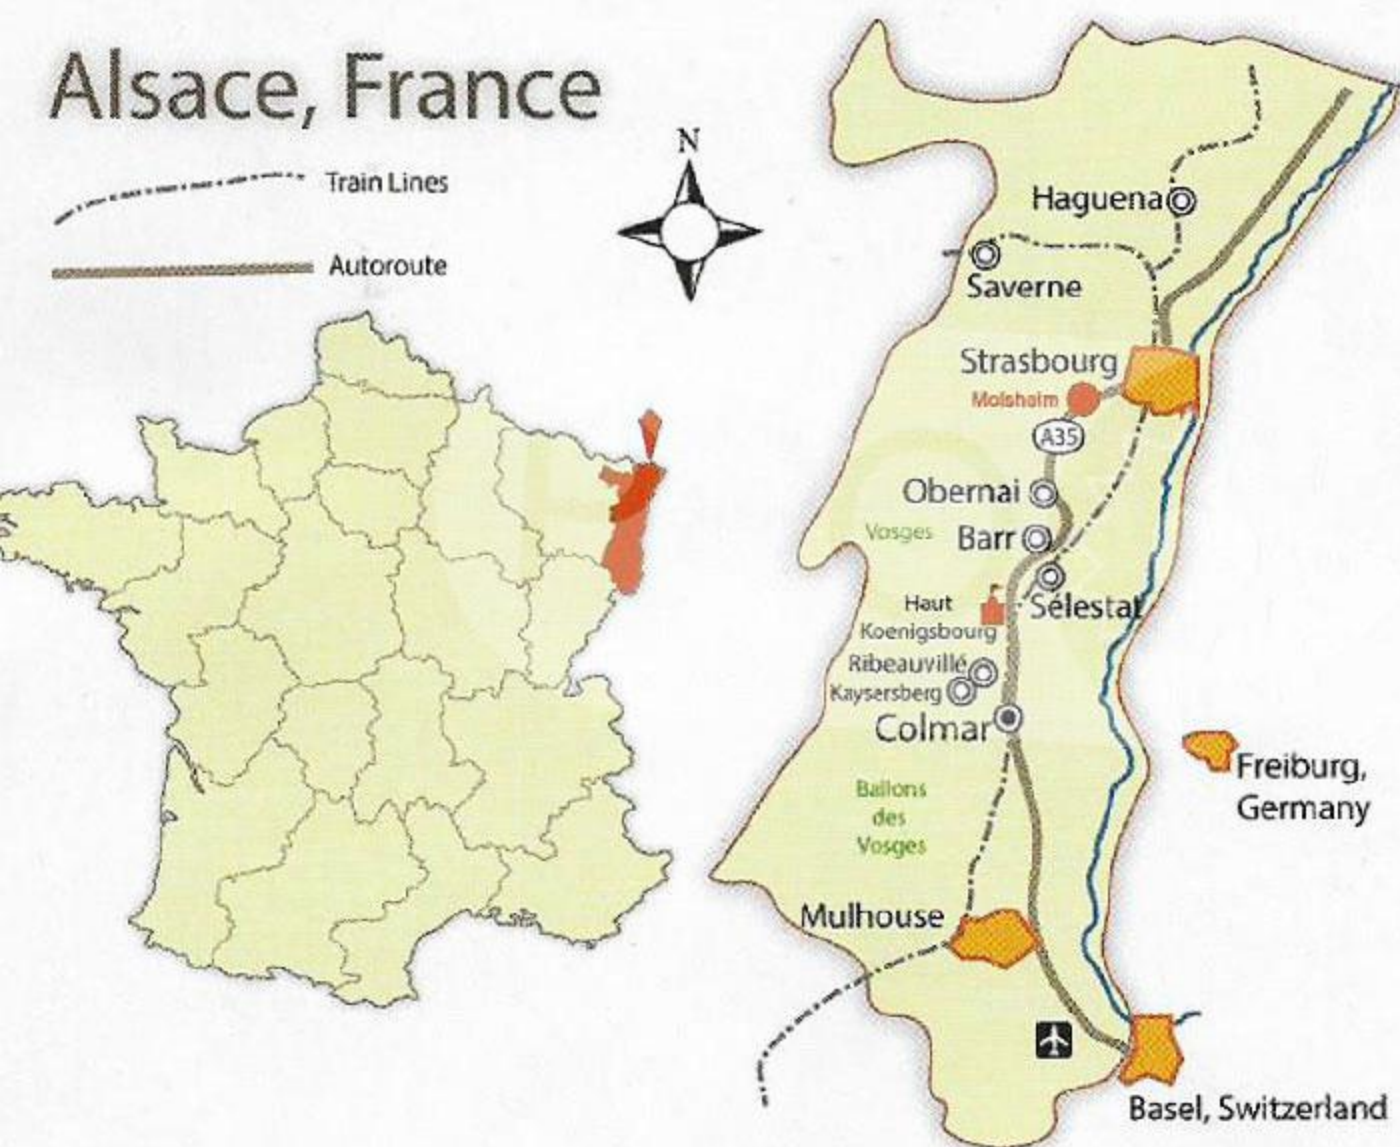 Alsace, France
Train Lines
Autoroute
N
Haguena
Saverne
Strasbourg
Molsheim
A35
Obernai
Vosges
Barr
Sélestat
Haut
Koenigsbourg
Ribeauvillé
Kaysersberg
Colmar
Ballons
des
Vosges
Freiburg,
Germany
Mulhouse
Basel, Switzerland